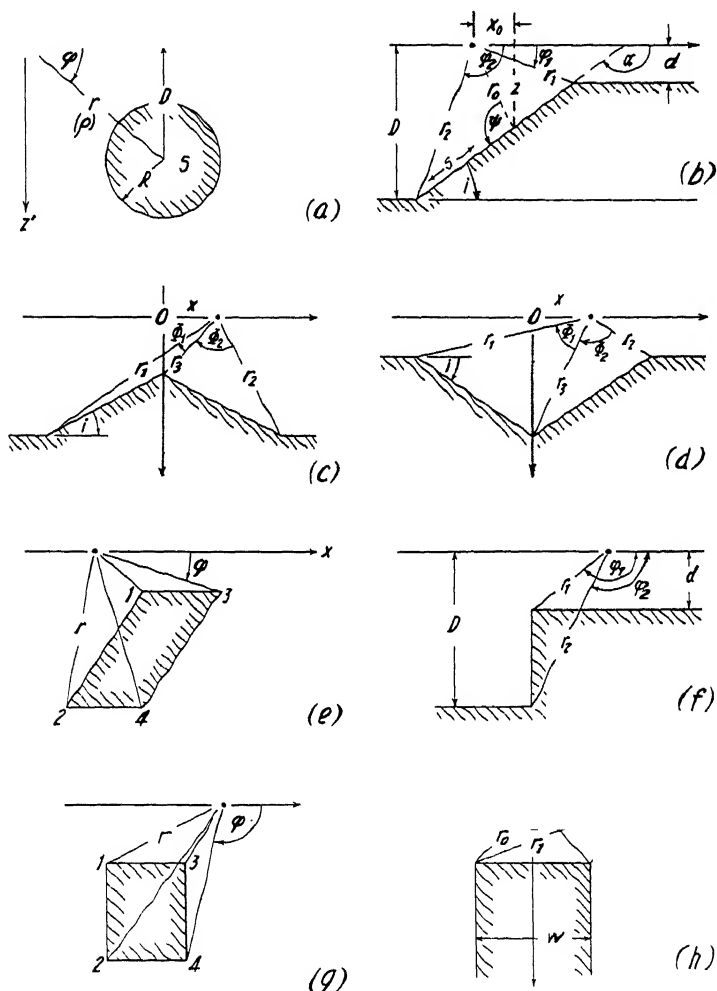 φ
r
(ρ)
D
R
S
z'
(a)
x₀
φ₂
φ₁
α
d
r₀
z
r₁
D
r₂
ψ
S
i
(b)
O
x
Φ₁
Φ₂
r₃
r₂
i
(c)
O
x
r₁
Φ₁
Φ₂
r₂
i
r₃
(d)
x
φ
1
3
r
2
4
(e)
φ₁
φ₂
d
r₁
D
r₂
(f)
φ
r
1
3
2
4
(g)
r₀
r₁
w
(h)